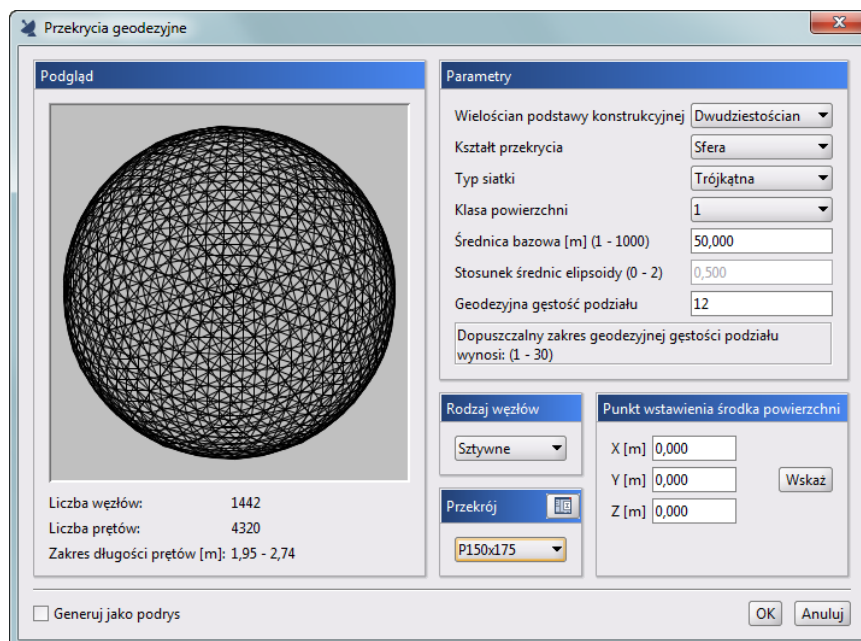 Przekrycia geodezyjne
Podgląd
Liczba węzłów: 1442
Liczba prętów: 4320
Zakres długości prętów [m]: 1,95 - 2,74
Parametry
Wielościan podstawy konstrukcyjnej Dwudziestościan
Kształt przekrycia Sfera
Typ siatki Trójkątna
Klasa powierzchni 1
Średnica bazowa [m] (1 - 1000) 50,000
Stosunek średnic elipsoidy (0 - 2) 0,500
Geodezyjna gęstość podziału 12
Dopuszczalny zakres geodezyjnej gęstości podziału
wynosi: (1 - 30)
Rodzaj węzłów
Sztywne
Przekrój
P150x175
Punkt wstawienia środka powierzchni
X [m] 0,000
Y [m] 0,000
Wskaż
Z [m] 0,000
Generuj jako podrys
OK
Anuluj